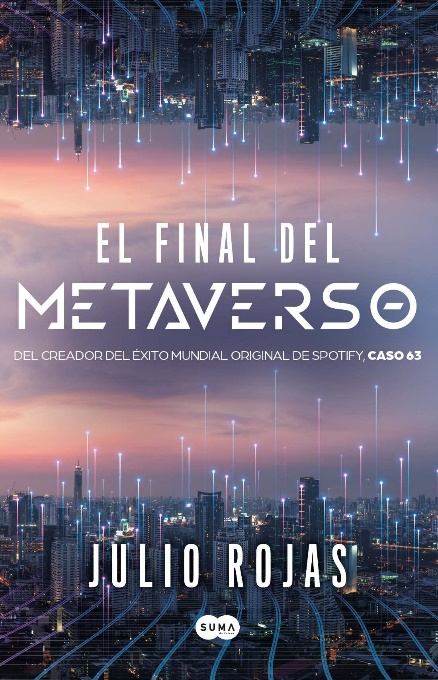 EL FINAL DEL
METAVERSO
DEL CREADOR DEL ÉXITO MUNDIAL ORIGINAL DE SPOTIFY, CASO 63
JULIO ROJAS
SUMA